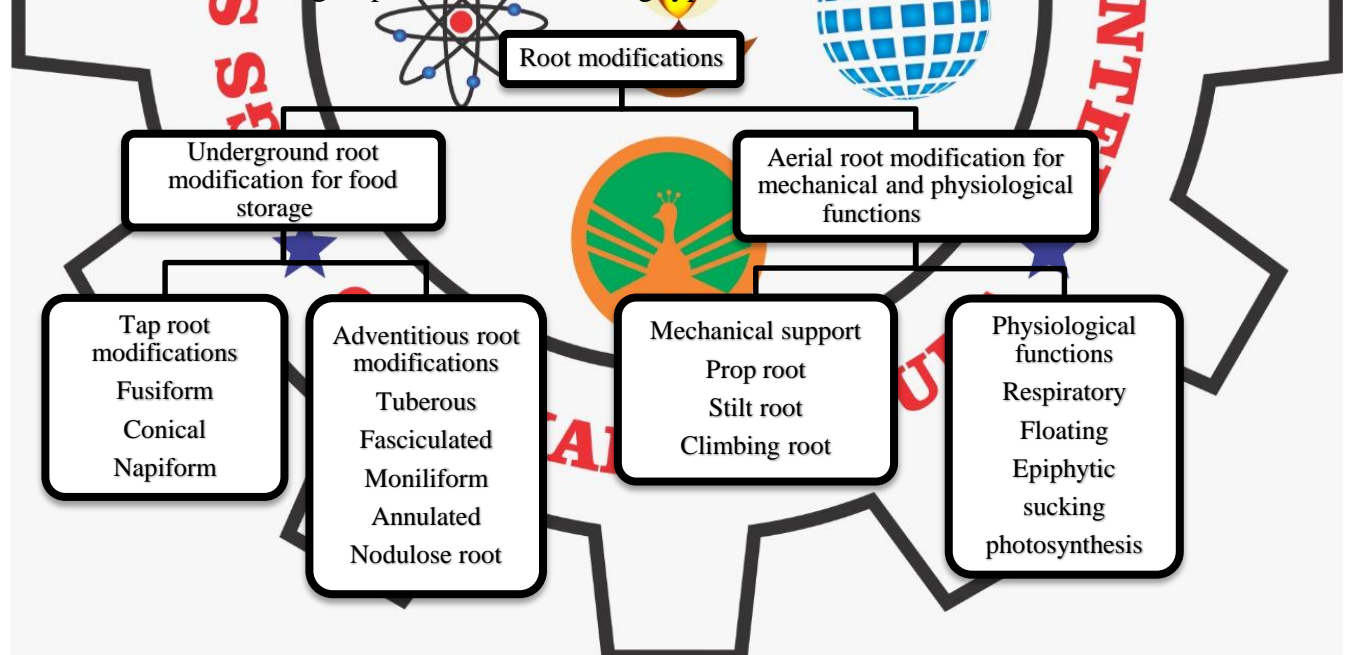 Root modifications
Underground root
modification for food
storage
Aerial root modification for
mechanical and physiological
functions
Tap root
modifications
Fusiform
Conical
Napiform
Adventitious root
modifications
Tuberous
Fasciculated
Moniliform
Annulated
Nodulose root
Mechanical support
Prop root
Stilt root
Climbing root
Physiological
functions
Respiratory
Floating
Epiphytic
sucking
photosynthesis